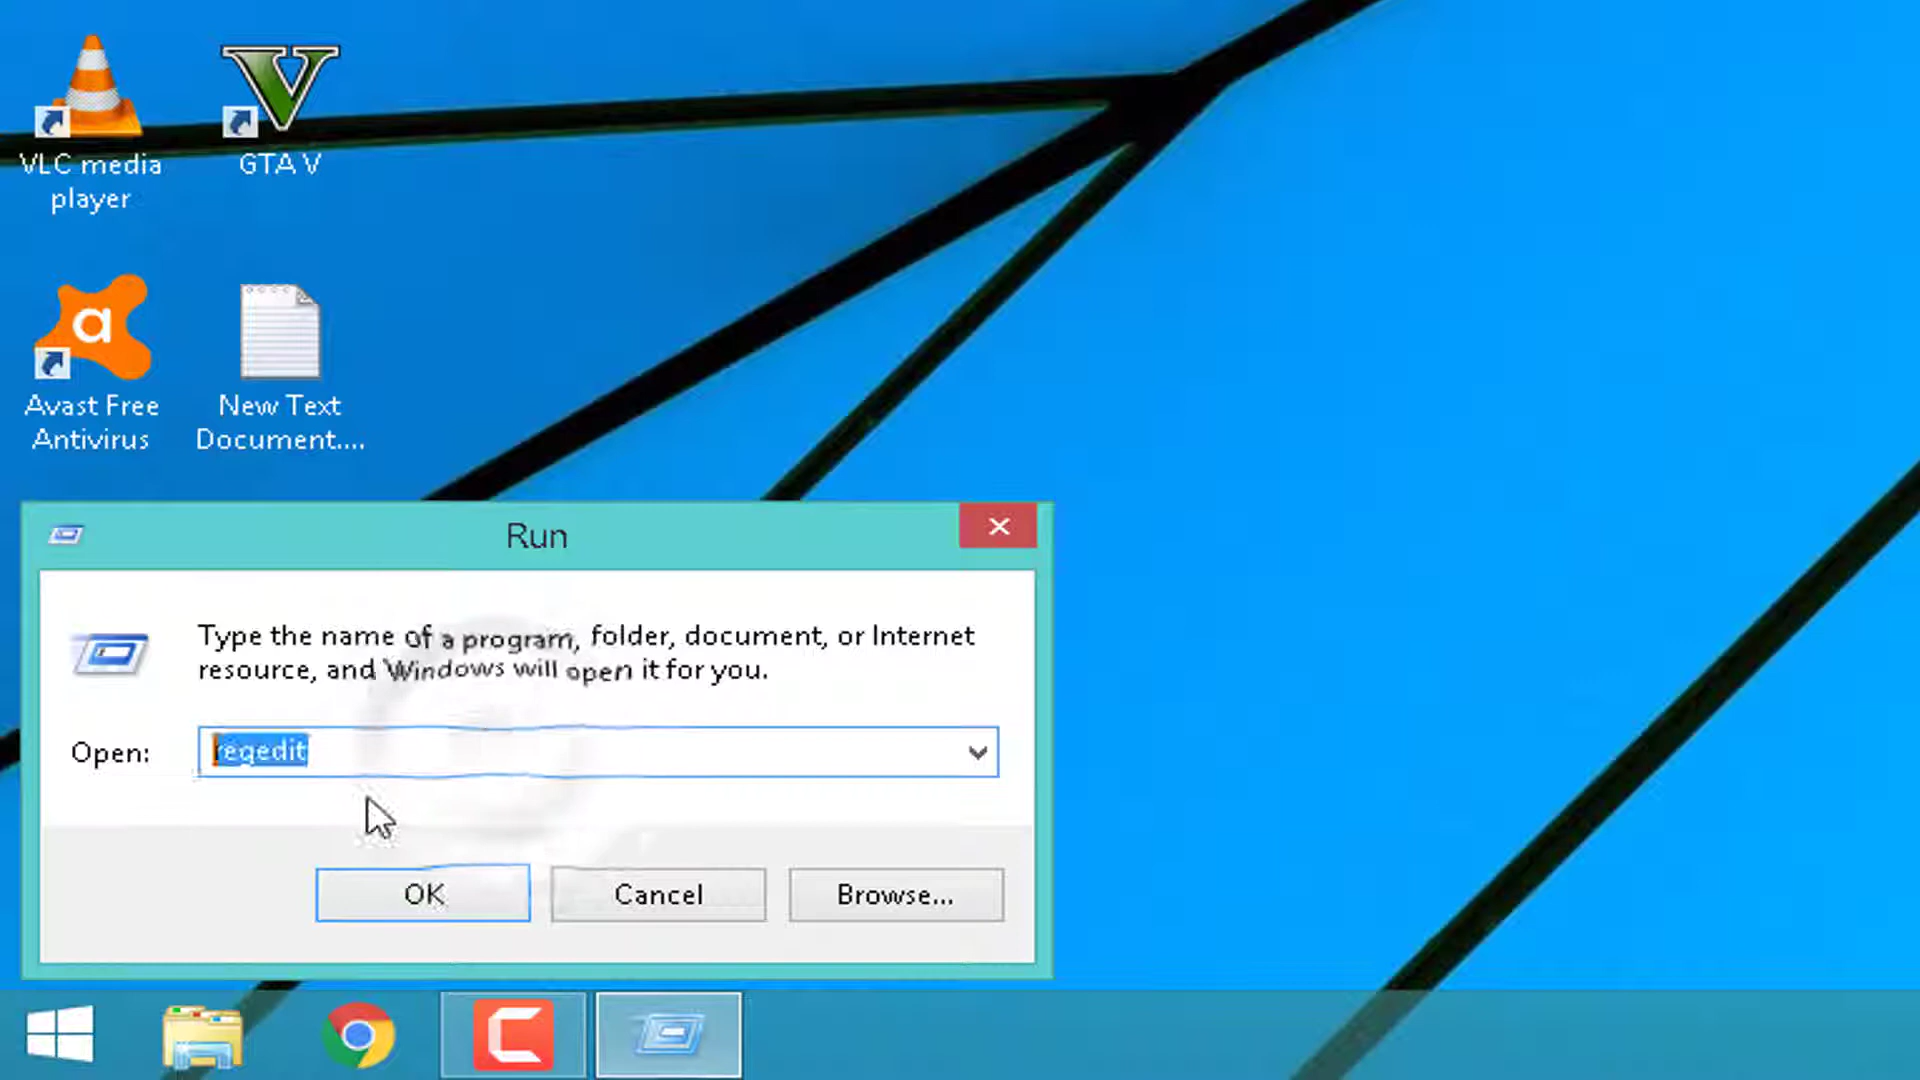 VLC media
player
GTA V
Avast Free
Antivirus
New Text
Document....
Run
Type the name of a program, folder, document, or Internet
resource, and Windows will open it for you.
Open:
regedit
OK
Cancel
Browse...